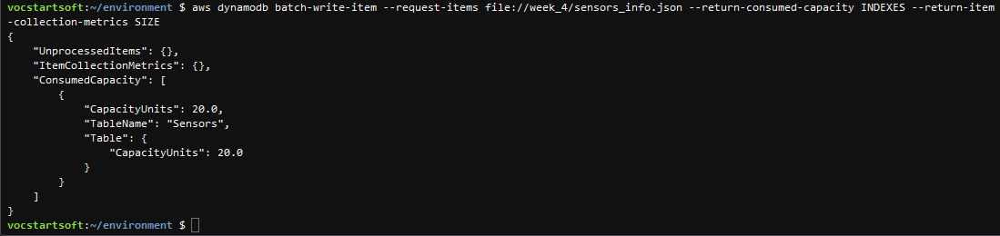 vocstartsoft:~/environment $ aws dynamodb batch-write-item --request-items file://week_4/sensors_info.json --return-consumed-capacity INDEXES --return-item
-collection-metrics SIZE
{
    "UnprocessedItems": {},
    "ItemCollectionMetrics": {},
    "ConsumedCapacity": [
        {
            "CapacityUnits": 20.0,
            "TableName": "Sensors",
            "Table": {
                "CapacityUnits": 20.0
            }
        }
    ]
}
vocstartsoft:~/environment $